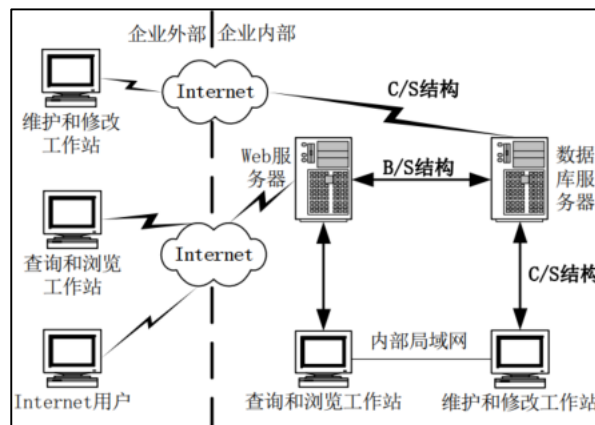 企业外部
企业内部
Internet
C/S结构
维护和修改
工作站
Web服
务器
B/S结构
数据
库服
务器
查询和浏览
工作站
Internet
C/S结构
内部局域网
Internet用户
查询和浏览工作站
维护和修改工作站